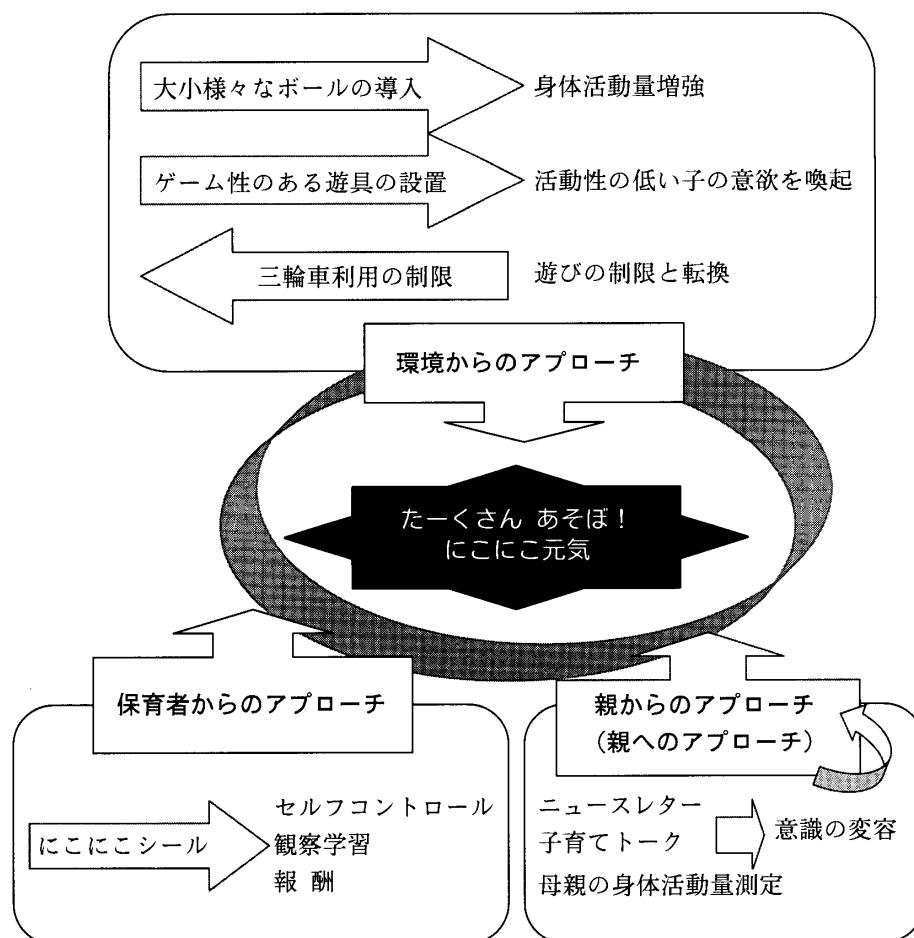 大小様々なボールの導入 身体活動量増強
ゲーム性のある遊具の設置 活動性の低い子の意欲を喚起
三輪車利用の制限 遊びの制限と転換
環境からのアプローチ
たーくさん あそぼ！
にこにこ元気
保育者からのアプローチ
にこにこシール
セルフコントロール
観察学習
報 酬
親からのアプローチ
（親へのアプローチ）
ニュースレター
子育てトーク
母親の身体活動量測定
意識の変容